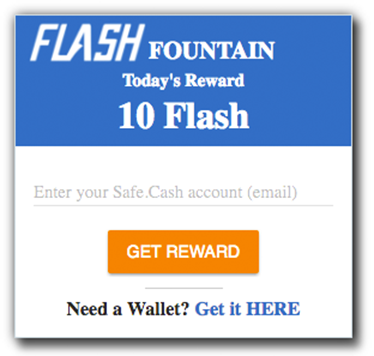 FLASH FOUNTAIN
Today's Reward
10 Flash
Enter your Safe.Cash account (email)
GET REWARD
Need a Wallet? Get it HERE